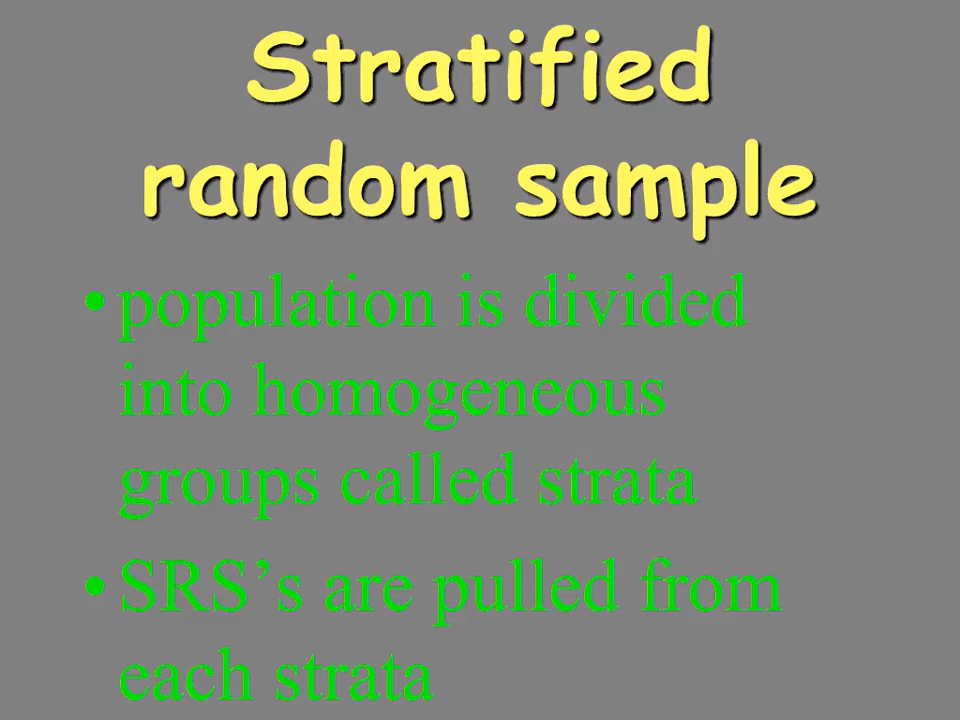 Stratified
random sample
• population is divided
into homogeneous
groups called strata
• SRS’s are pulled from
each strata